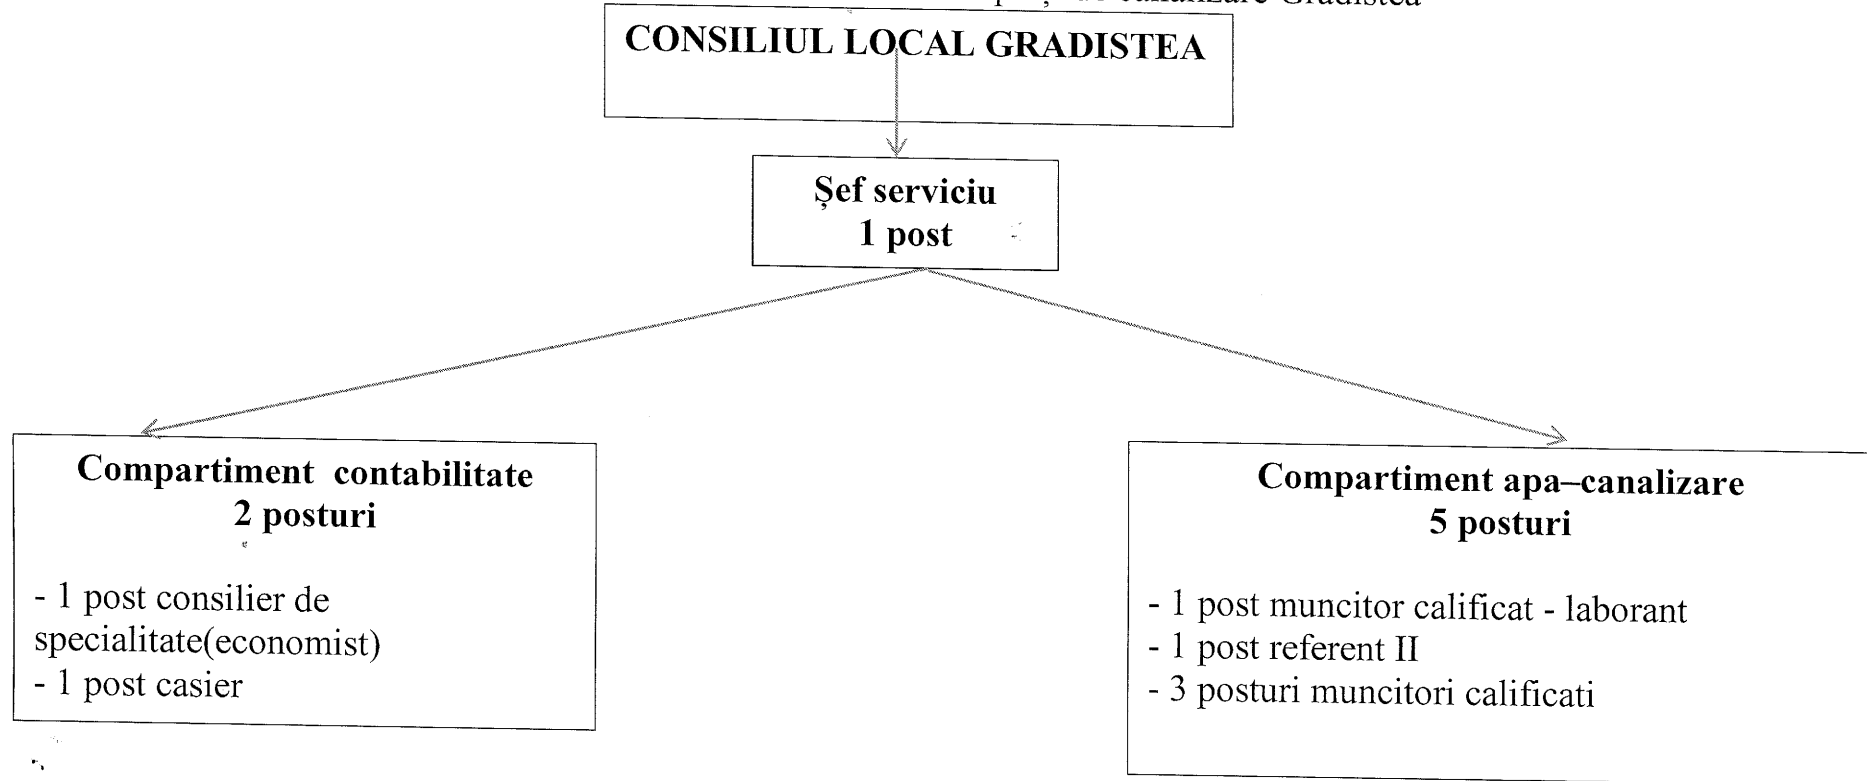 canalizare Gradistea
CONSILIUL LOCAL GRADISTEA
Șef serviciu
1 post
Compartiment contabilitate
2 posturi
- 1 post consilier de
specialitate(economist)
- 1 post casier
Compartiment apa–canalizare
5 posturi
- 1 post muncitor calificat - laborant
- 1 post referent II
- 3 posturi muncitori calificati